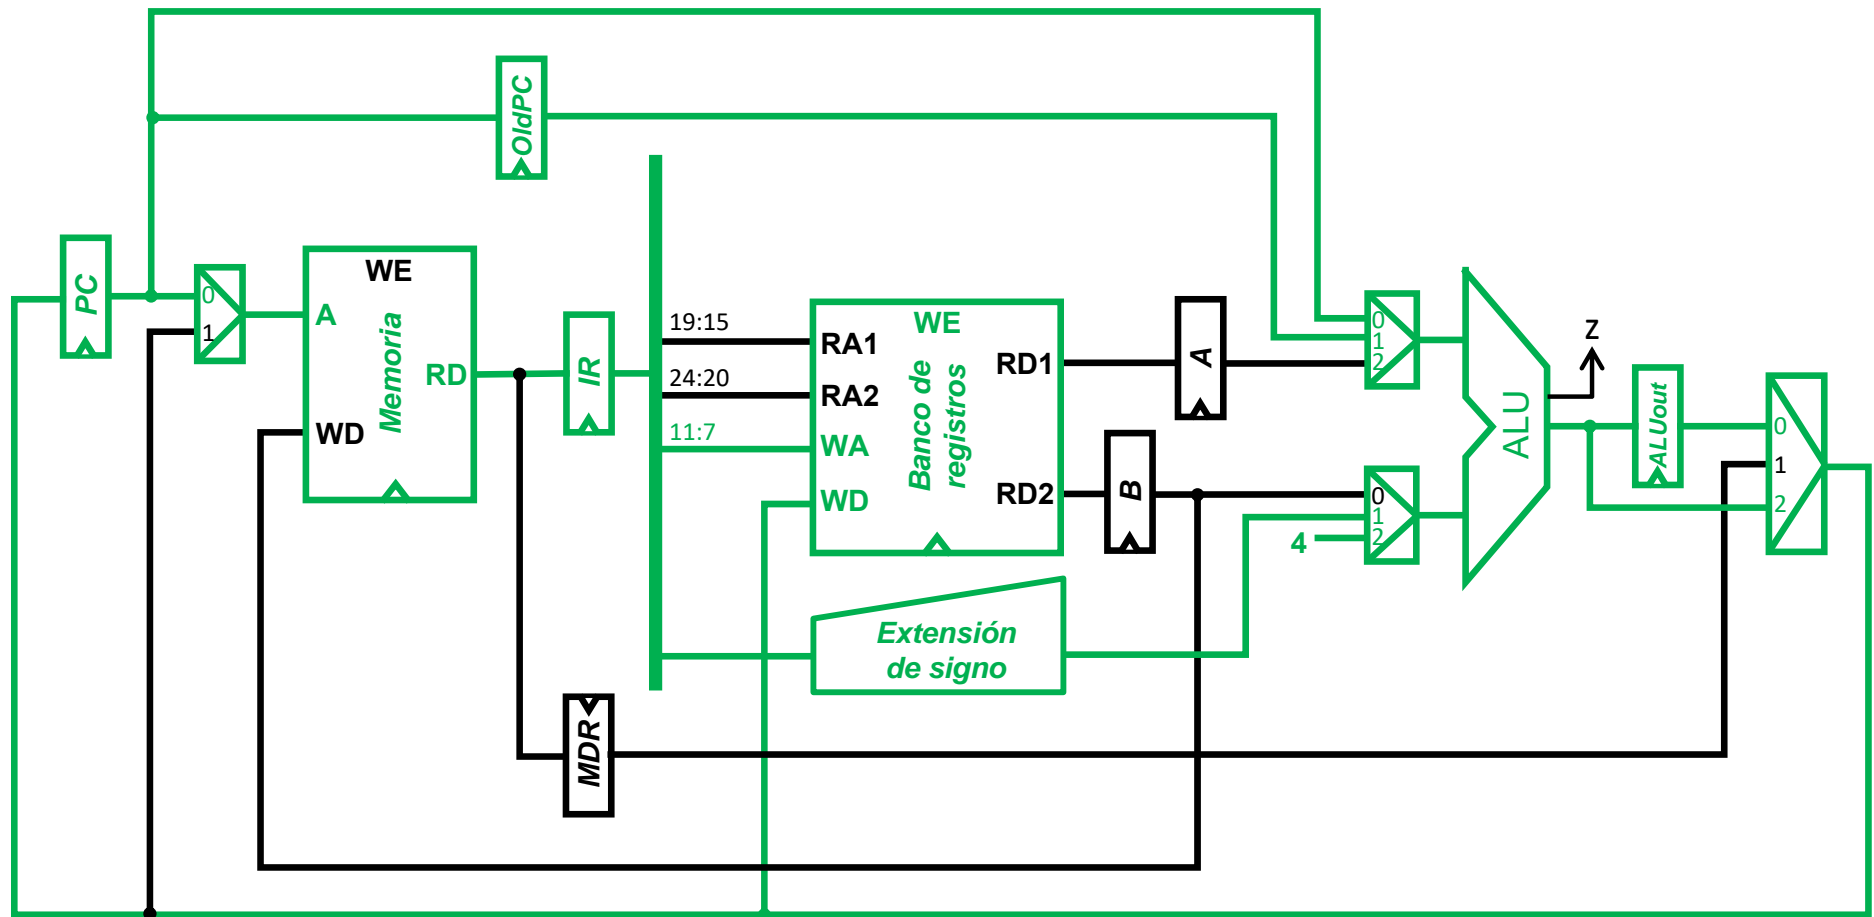 OldPC
PC
0
1
A
WE
Memoria
RD
WD
IR
19:15
24:20
11:7
RA1
RA2
WA
WD
WE
Banco de
registros
RD1
RD2
A
B
Extensión
de signo
MDR
0
1
2
0
1
2
4
ALU
Z
ALUout
0
1
2